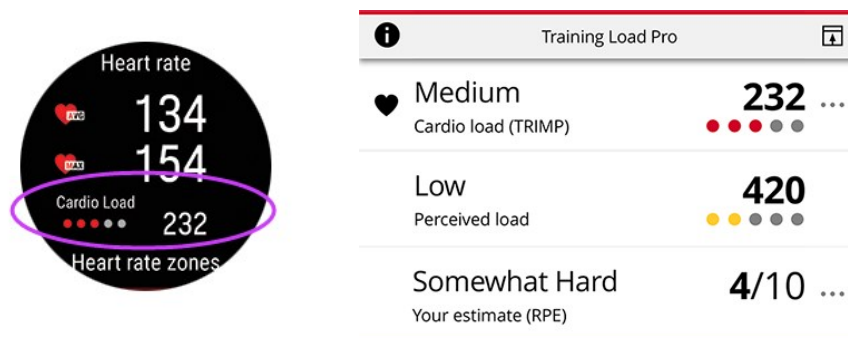 Heart rate
AVG 134
MAX 154
Cardio Load
232
Heart rate zones
Training Load Pro
Medium 232
Cardio load (TRIMP)
Low 420
Perceived load
Somewhat Hard 4/10
Your estimate (RPE)